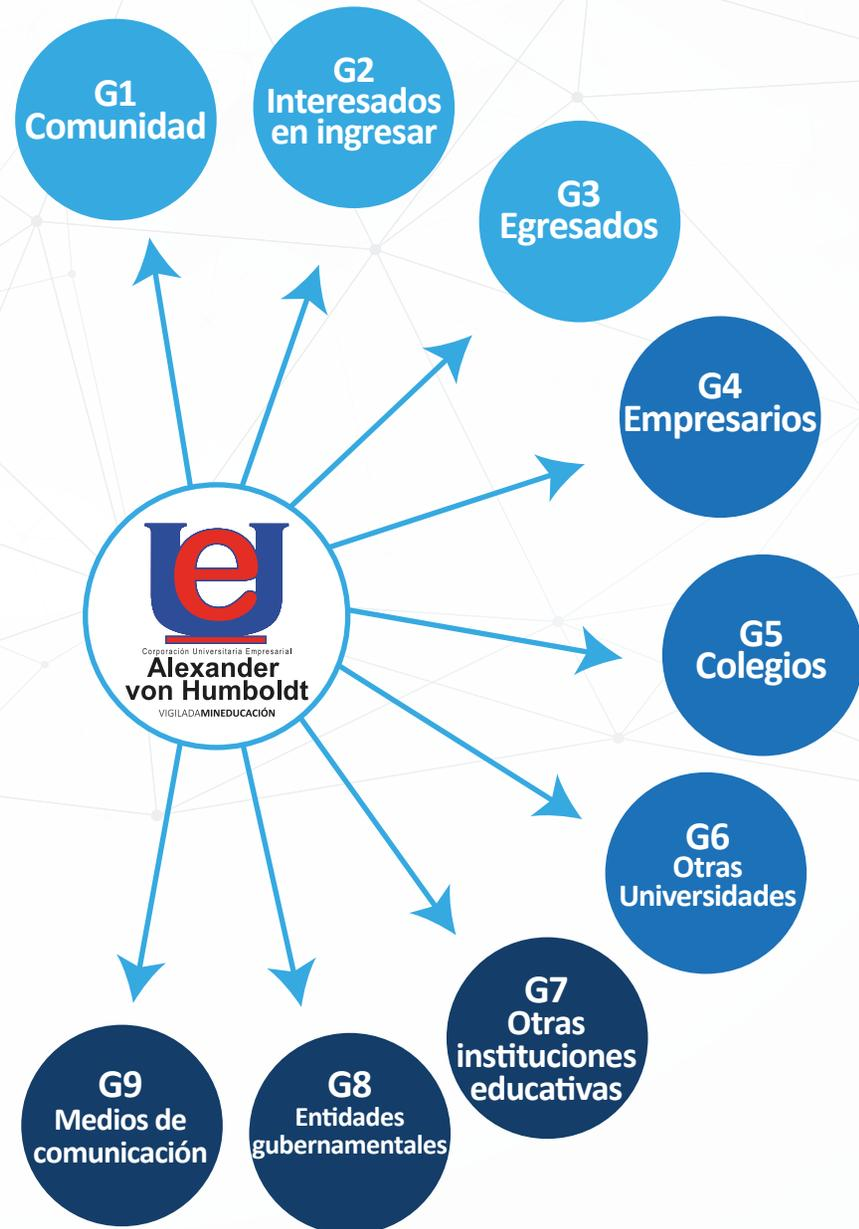 G1
Comunidad
G2
Interesados
en ingresar
G3
Egresados
G4
Empresarios
G5
Colegios
G6
Otras
Universidades
G7
Otras
instituciones
educativas
G8
Entidades
gubernamentales
G9
Medios de
comunicación
Ue
Corporación Universitaria Empresarial
Alexander
von Humboldt
VIGILADAMINEDUCACIÓN